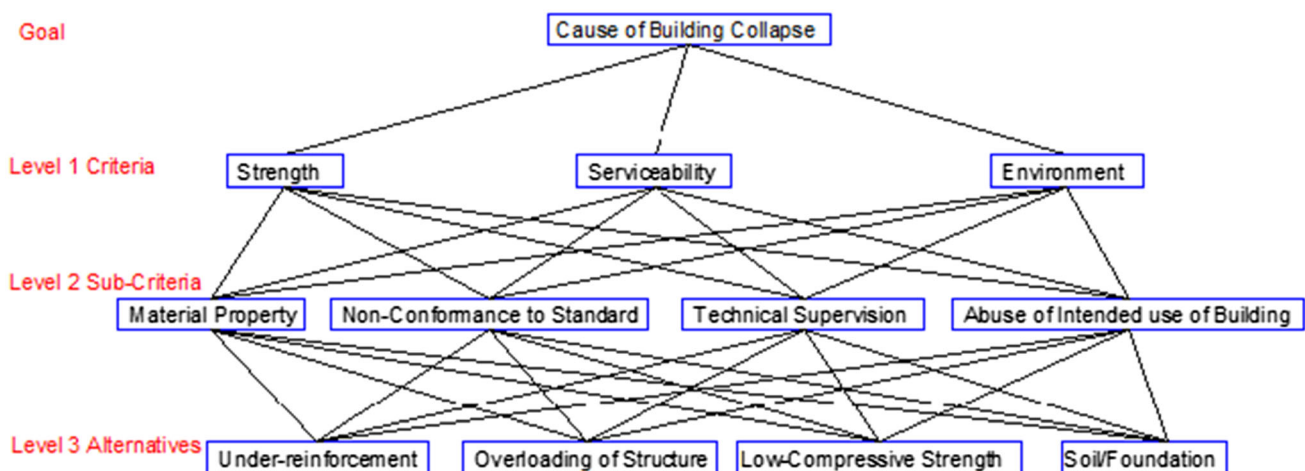 Goal
Cause of Building Collapse
Level 1 Criteria
Strength
Serviceability
Environment
Level 2 Sub-Criteria
Material Property
Non-Conformance to Standard
Technical Supervision
Abuse of Intended use of Building
Level 3 Alternatives
Under-reinforcement
Overloading of Structure
Low-Compressive Strength
Soil/Foundation